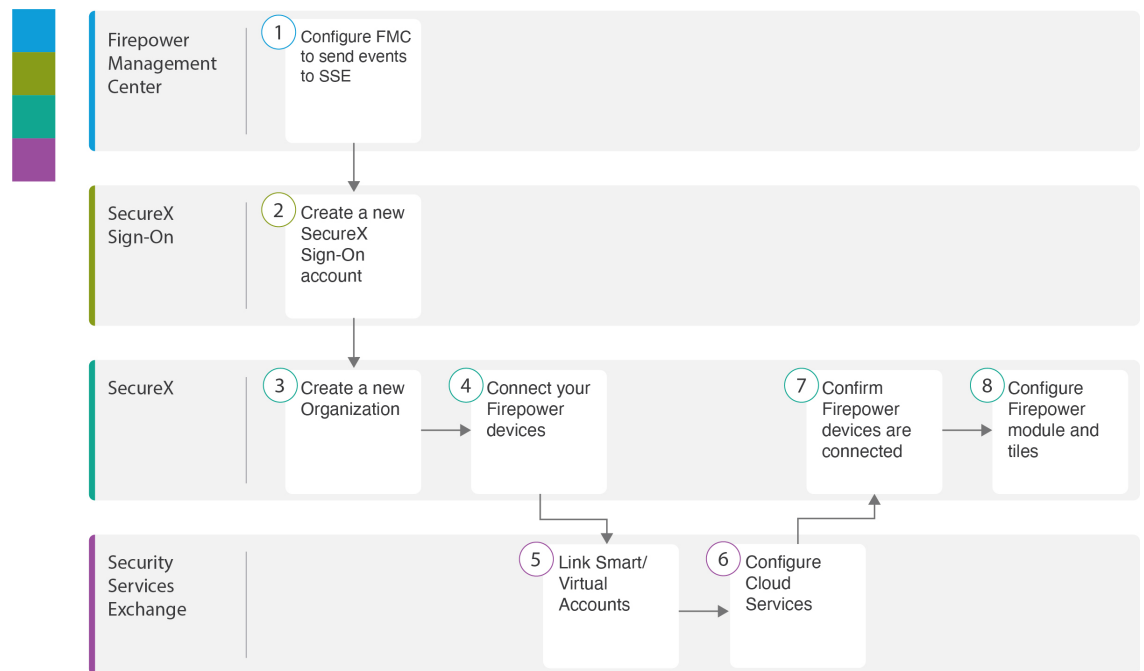 Firepower
Management
Center
1
Configure FMC
to send events
to SSE
SecureX
Sign-On
2
Create a new
SecureX
Sign-On
account
SecureX
3
Create a new
Organization
4
Connect your
Firepower
devices
7
Confirm
Firepower
devices are
connected
8
Configure
Firepower
module and
tiles
Security
Services
Exchange
5
Link Smart/
Virtual
Accounts
6
Configure
Cloud
Services